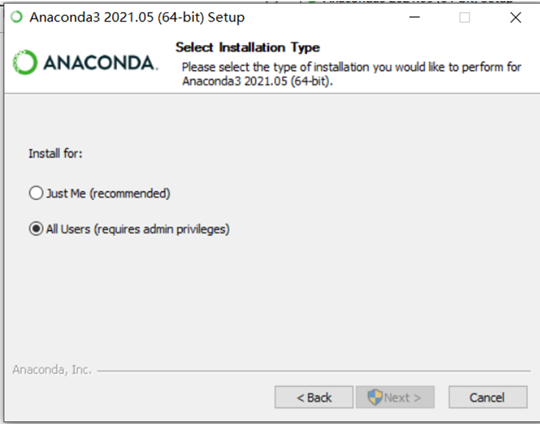 Anaconda3 2021.05 (64-bit) Setup
ANACONDA.
Select Installation Type
Please select the type of installation you would like to perform for
Anaconda3 2021.05 (64-bit).
Install for:
Just Me (recommended)
All Users (requires admin privileges)
Anaconda, Inc.
< Back
Next >
Cancel